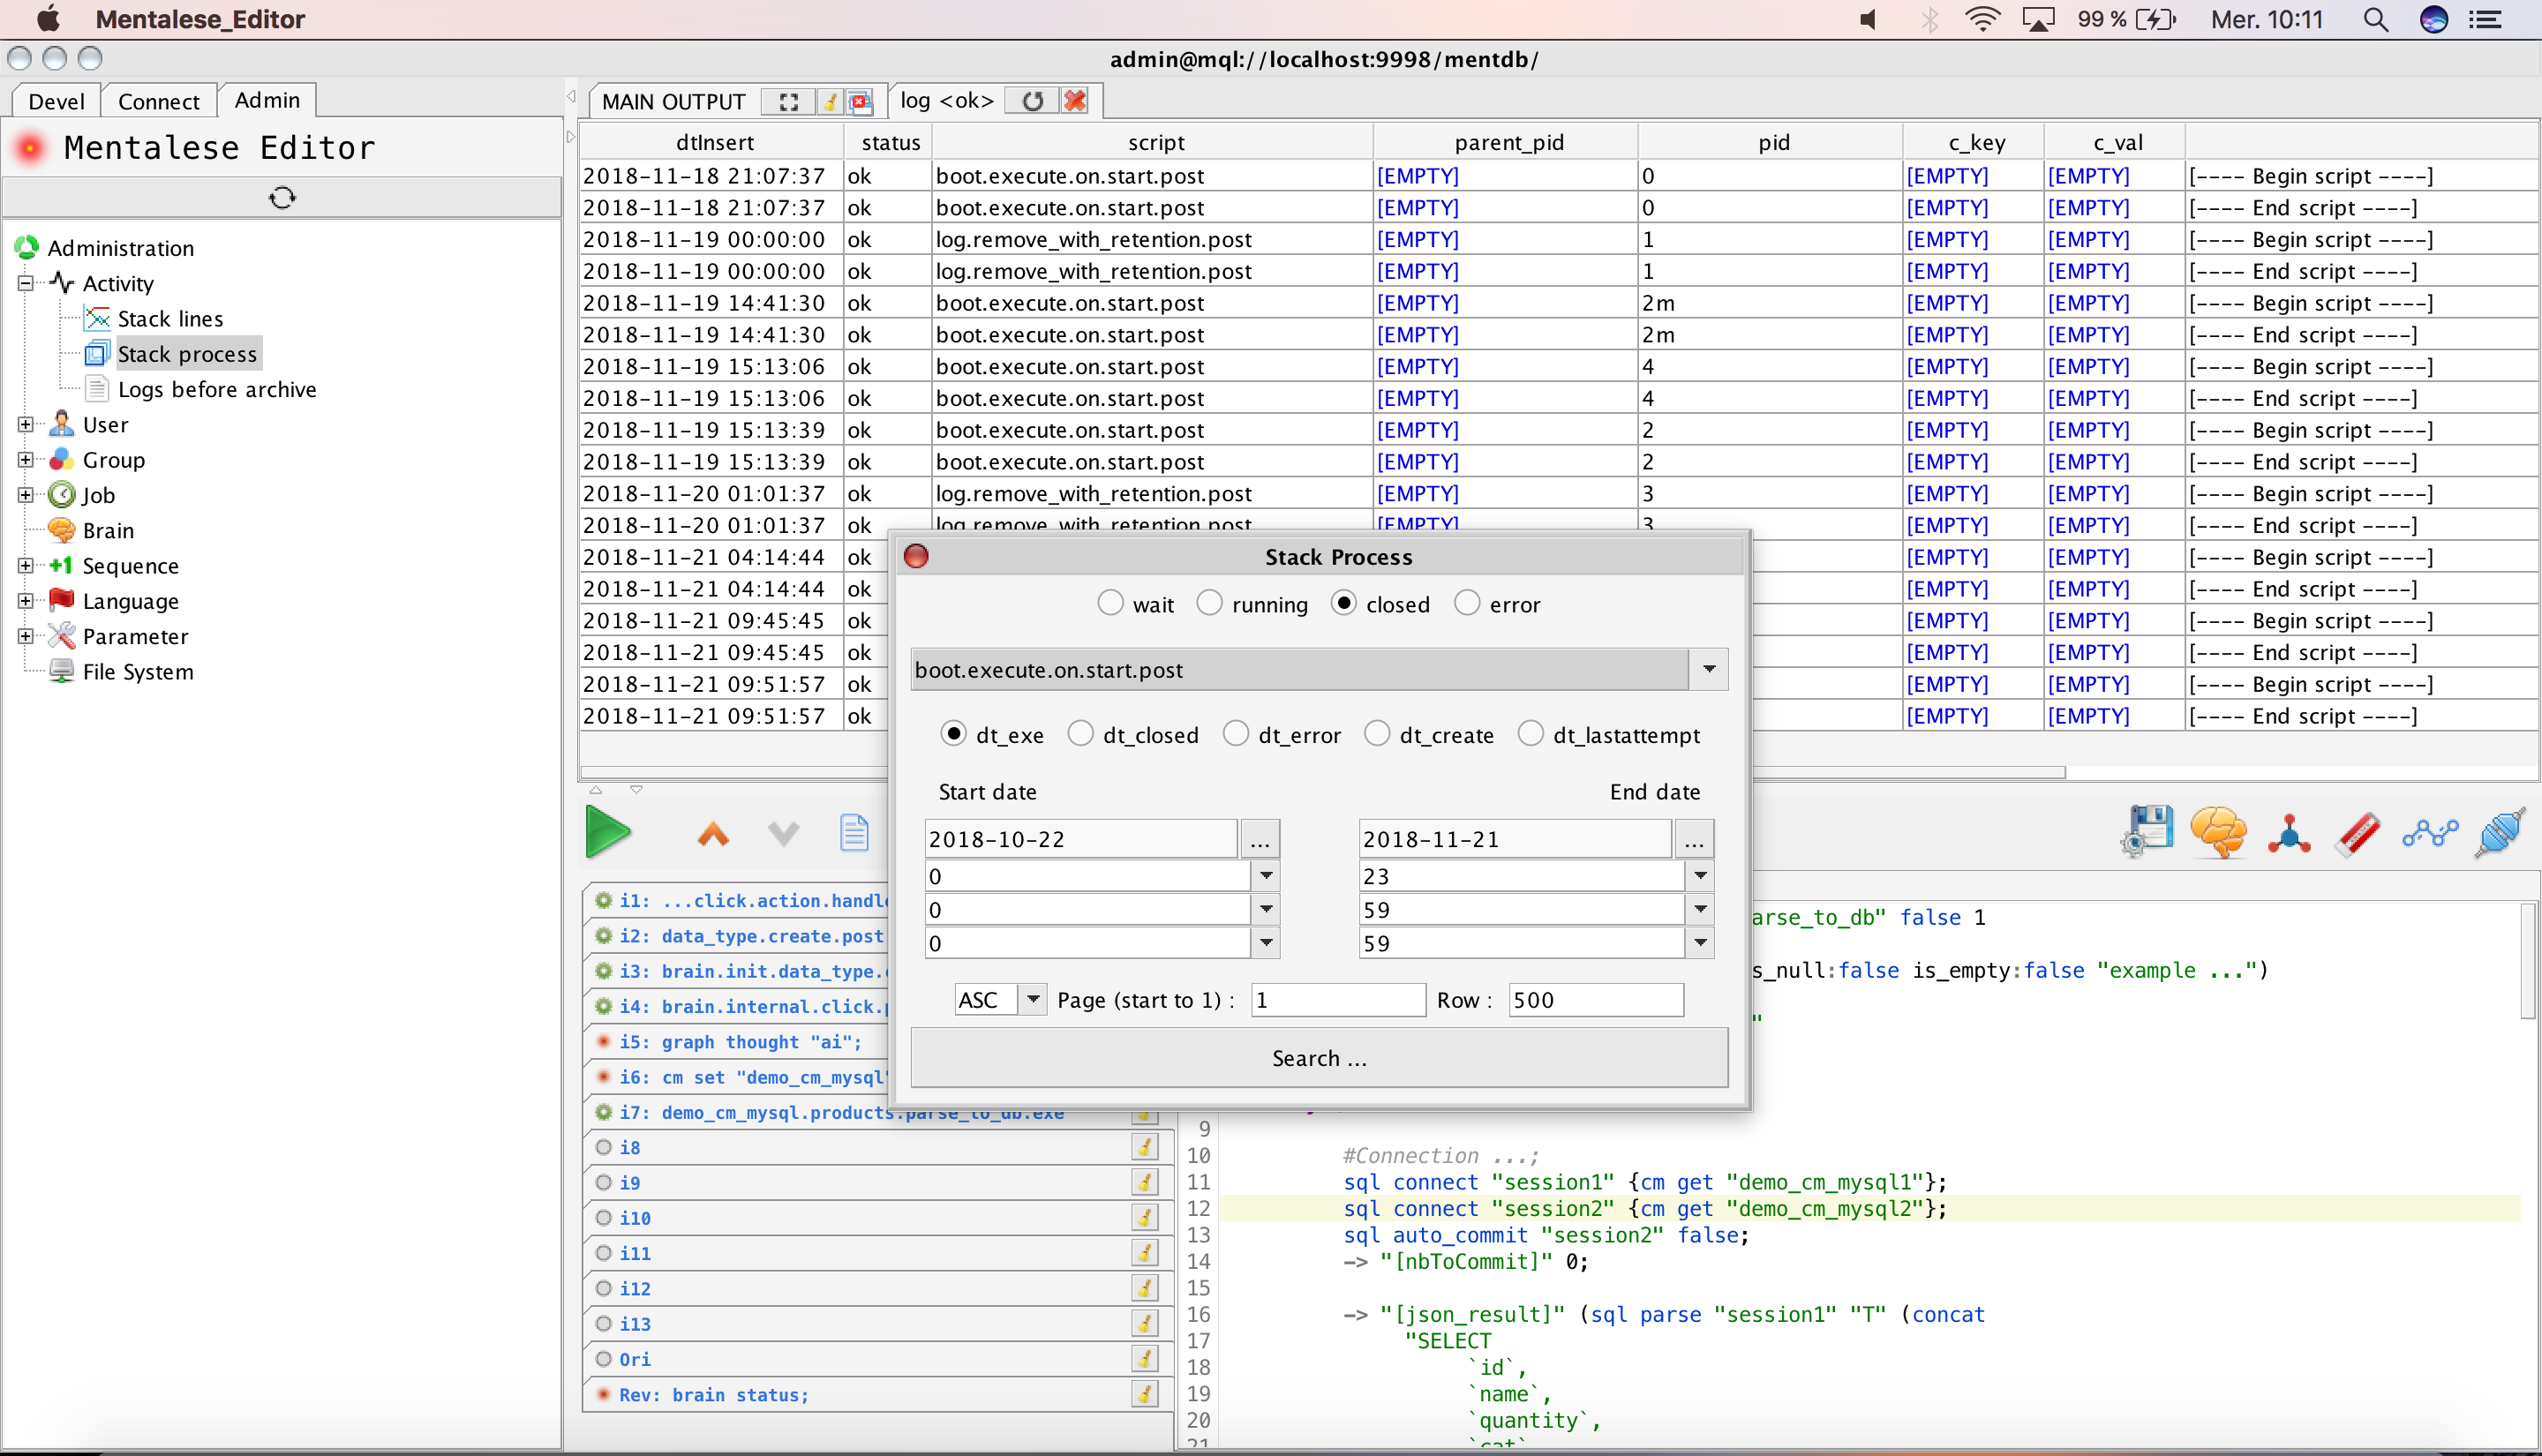 Mentalese_Editor 99 % Mer. 10:11
admin@mql://localhost:9998/mentdb/
Devel Connect Admin
Mentalese Editor
Administration
Activity
Stack lines
Stack process
Logs before archive
User
Group
Job
Brain
+1 Sequence
Language
Parameter
File System
MAIN OUTPUT log <ok>
dtInsert status script parent_pid pid c_key c_val
2018-11-18 21:07:37 ok boot.execute.on.start.post [EMPTY] 0 [EMPTY] [EMPTY] [---- Begin script ----]
2018-11-18 21:07:37 ok boot.execute.on.start.post [EMPTY] 0 [EMPTY] [EMPTY] [---- End script ----]
2018-11-19 00:00:00 ok log.remove_with_retention.post [EMPTY] 1 [EMPTY] [EMPTY] [---- Begin script ----]
2018-11-19 00:00:00 ok log.remove_with_retention.post [EMPTY] 1 [EMPTY] [EMPTY] [---- End script ----]
2018-11-19 14:41:30 ok boot.execute.on.start.post [EMPTY] 2m [EMPTY] [EMPTY] [---- Begin script ----]
2018-11-19 14:41:30 ok boot.execute.on.start.post [EMPTY] 2m [EMPTY] [EMPTY] [---- End script ----]
2018-11-19 15:13:06 ok boot.execute.on.start.post [EMPTY] 4 [EMPTY] [EMPTY] [---- Begin script ----]
2018-11-19 15:13:06 ok boot.execute.on.start.post [EMPTY] 4 [EMPTY] [EMPTY] [---- End script ----]
2018-11-19 15:13:39 ok boot.execute.on.start.post [EMPTY] 2 [EMPTY] [EMPTY] [---- Begin script ----]
2018-11-19 15:13:39 ok boot.execute.on.start.post [EMPTY] 2 [EMPTY] [EMPTY] [---- End script ----]
2018-11-20 01:01:37 ok log.remove_with_retention.post [EMPTY] 3 [EMPTY] [EMPTY] [---- Begin script ----]
2018-11-20 01:01:37 ok log.remove_with_retention.post [EMPTY] 3 [EMPTY] [EMPTY] [---- End script ----]
2018-11-21 04:14:44 ok [EMPTY] [EMPTY] [---- Begin script ----]
2018-11-21 04:14:44 ok [EMPTY] [EMPTY] [---- End script ----]
2018-11-21 09:45:45 ok [EMPTY] [EMPTY] [---- Begin script ----]
2018-11-21 09:45:45 ok [EMPTY] [EMPTY] [---- End script ----]
2018-11-21 09:51:57 ok [EMPTY] [EMPTY] [---- Begin script ----]
2018-11-21 09:51:57 ok [EMPTY] [EMPTY] [---- End script ----]
Stack Process
wait running closed error
boot.execute.on.start.post
dt_exe dt_closed dt_error dt_create dt_lastattempt
Start date End date
2018-10-22 ... 2018-11-21 ...
0 23
0 59
0 59
ASC Page (start to 1) : 1 Row : 500
Search ...
i1: ...click.action.handle
i2: data_type.create.post
i3: brain.init.data_type.
i4: brain.internal.click.
i5: graph thought "ai";
i6: cm set "demo_cm_mysql
i7: demo_cm_mysql.products.parse_to_db.exe
i8
i9
i10
i11
i12
i13
Ori
Rev: brain status;
arse_to_db" false 1
s_null:false is_empty:false "example ...")
"
9
10 #Connection ...;
11 sql connect "session1" {cm get "demo_cm_mysql1"};
12 sql connect "session2" {cm get "demo_cm_mysql2"};
13 sql auto_commit "session2" false;
14 -> "[nbToCommit]" 0;
15
16 -> "[json_result]" (sql parse "session1" "T" (concat
17 "SELECT
18 `id`,
19 `name`,
20 `quantity`,
21 `cat`